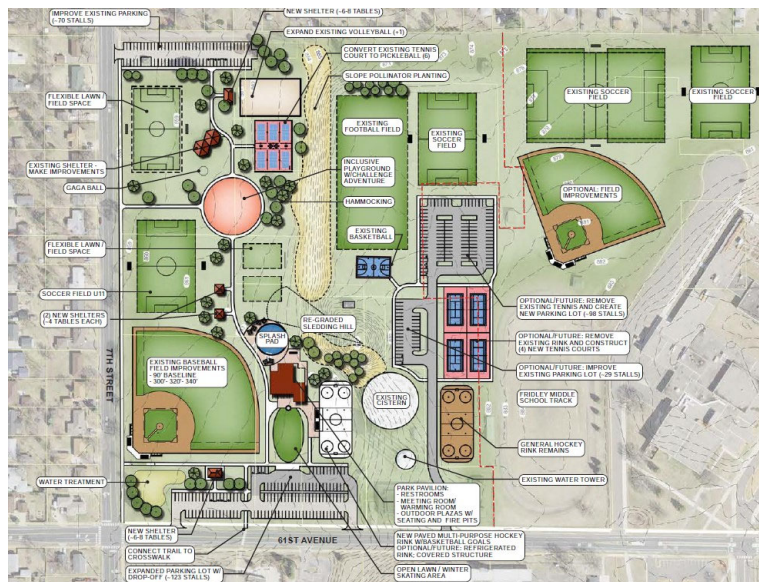 IMPROVE EXISTING PARKING
(~70 STALLS)
NEW SHELTER (~6-8 TABLES)
EXPAND EXISTING VOLLEYBALL (+1)
CONVERT EXISTING TENNIS
COURT TO PICKLEBALL (6)
SLOPE POLLINATOR PLANTING
FLEXIBLE LAWN /
FIELD SPACE
EXISTING
FOOTBALL FIELD
EXISTING
SOCCER
FIELD
EXISTING SOCCER
FIELD
EXISTING SOCCER
FIELD
EXISTING SHELTER -
MAKE IMPROVEMENTS
GAGA BALL
INCLUSIVE
PLAYGROUND
W/CHALLENGE
ADVENTURE
HAMMOCKING
OPTIONAL: FIELD
IMPROVEMENTS
EXISTING
BASKETBALL
FLEXIBLE LAWN /
FIELD SPACE
SOCCER FIELD U11
(2) NEW SHELTERS
(~4 TABLES EACH)
RE-GRADED
SLEDDING HILL
SPLASH
PAD
OPTIONAL/FUTURE: REMOVE
EXISTING TENNIS AND CREATE
NEW PARKING LOT (~98 STALLS)
OPTIONAL/FUTURE: REMOVE
EXISTING RINK AND CONSTRUCT
(4) NEW TENNIS COURTS
OPTIONAL/FUTURE: IMPROVE
EXISTING PARKING LOT (~29 STALLS)
7TH STREET
EXISTING BASEBALL
FIELD IMPROVEMENTS
- 90' BASELINE
- 300'- 320'- 340'
EXISTING
CISTERN
FRIDLEY MIDDLE
SCHOOL TRACK
GENERAL HOCKEY
RINK REMAINS
EXISTING WATER TOWER
WATER TREATMENT
PARK PAVILION:
- RESTROOMS
- MEETING ROOM/
WARMING ROOM
- OUTDOOR PLAZAS W/
SEATING AND FIRE PITS
NEW SHELTER
(~6-8 TABLES)
61ST AVENUE
CONNECT TRAIL TO
CROSSWALK
NEW PAVED MULTI-PURPOSE HOCKEY
RINK W/BASKETBALL GOALS
OPTIONAL/FUTURE: REFRIGERATED
RINK; COVERED STRUCTURE
EXPANDED PARKING LOT W/
DROP-OFF (~123 STALLS)
OPEN LAWN / WINTER
SKATING AREA